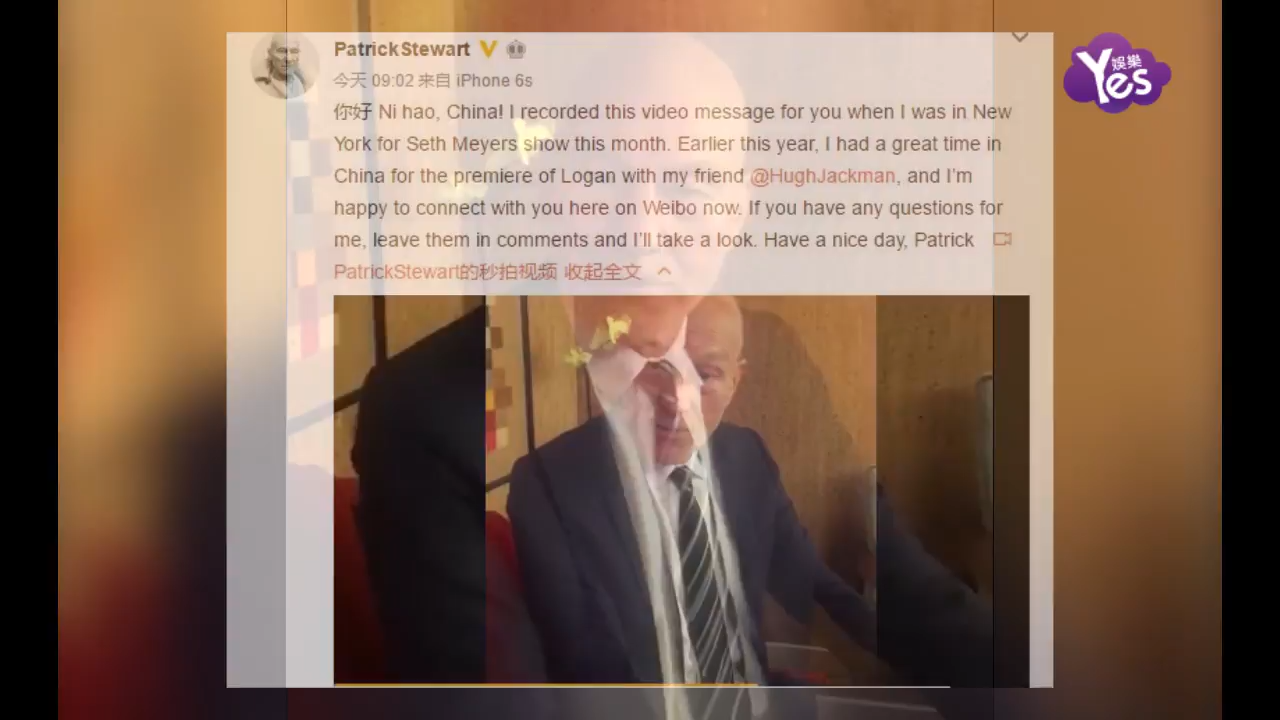 PatrickStewart
今天 09:02 来自 iPhone 6s
你好 Ni hao, China! I recorded this video message for you when I was in New
York for Seth Meyers show this month. Earlier this year, I had a great time in
China for the premiere of Logan with my friend @HughJackman, and I'm
happy to connect with you here on Weibo now. If you have any questions for
me, leave them in comments and I'll take a look. Have a nice day, Patrick
PatrickStewart的秒拍视频 收起全文
Yes 娛樂